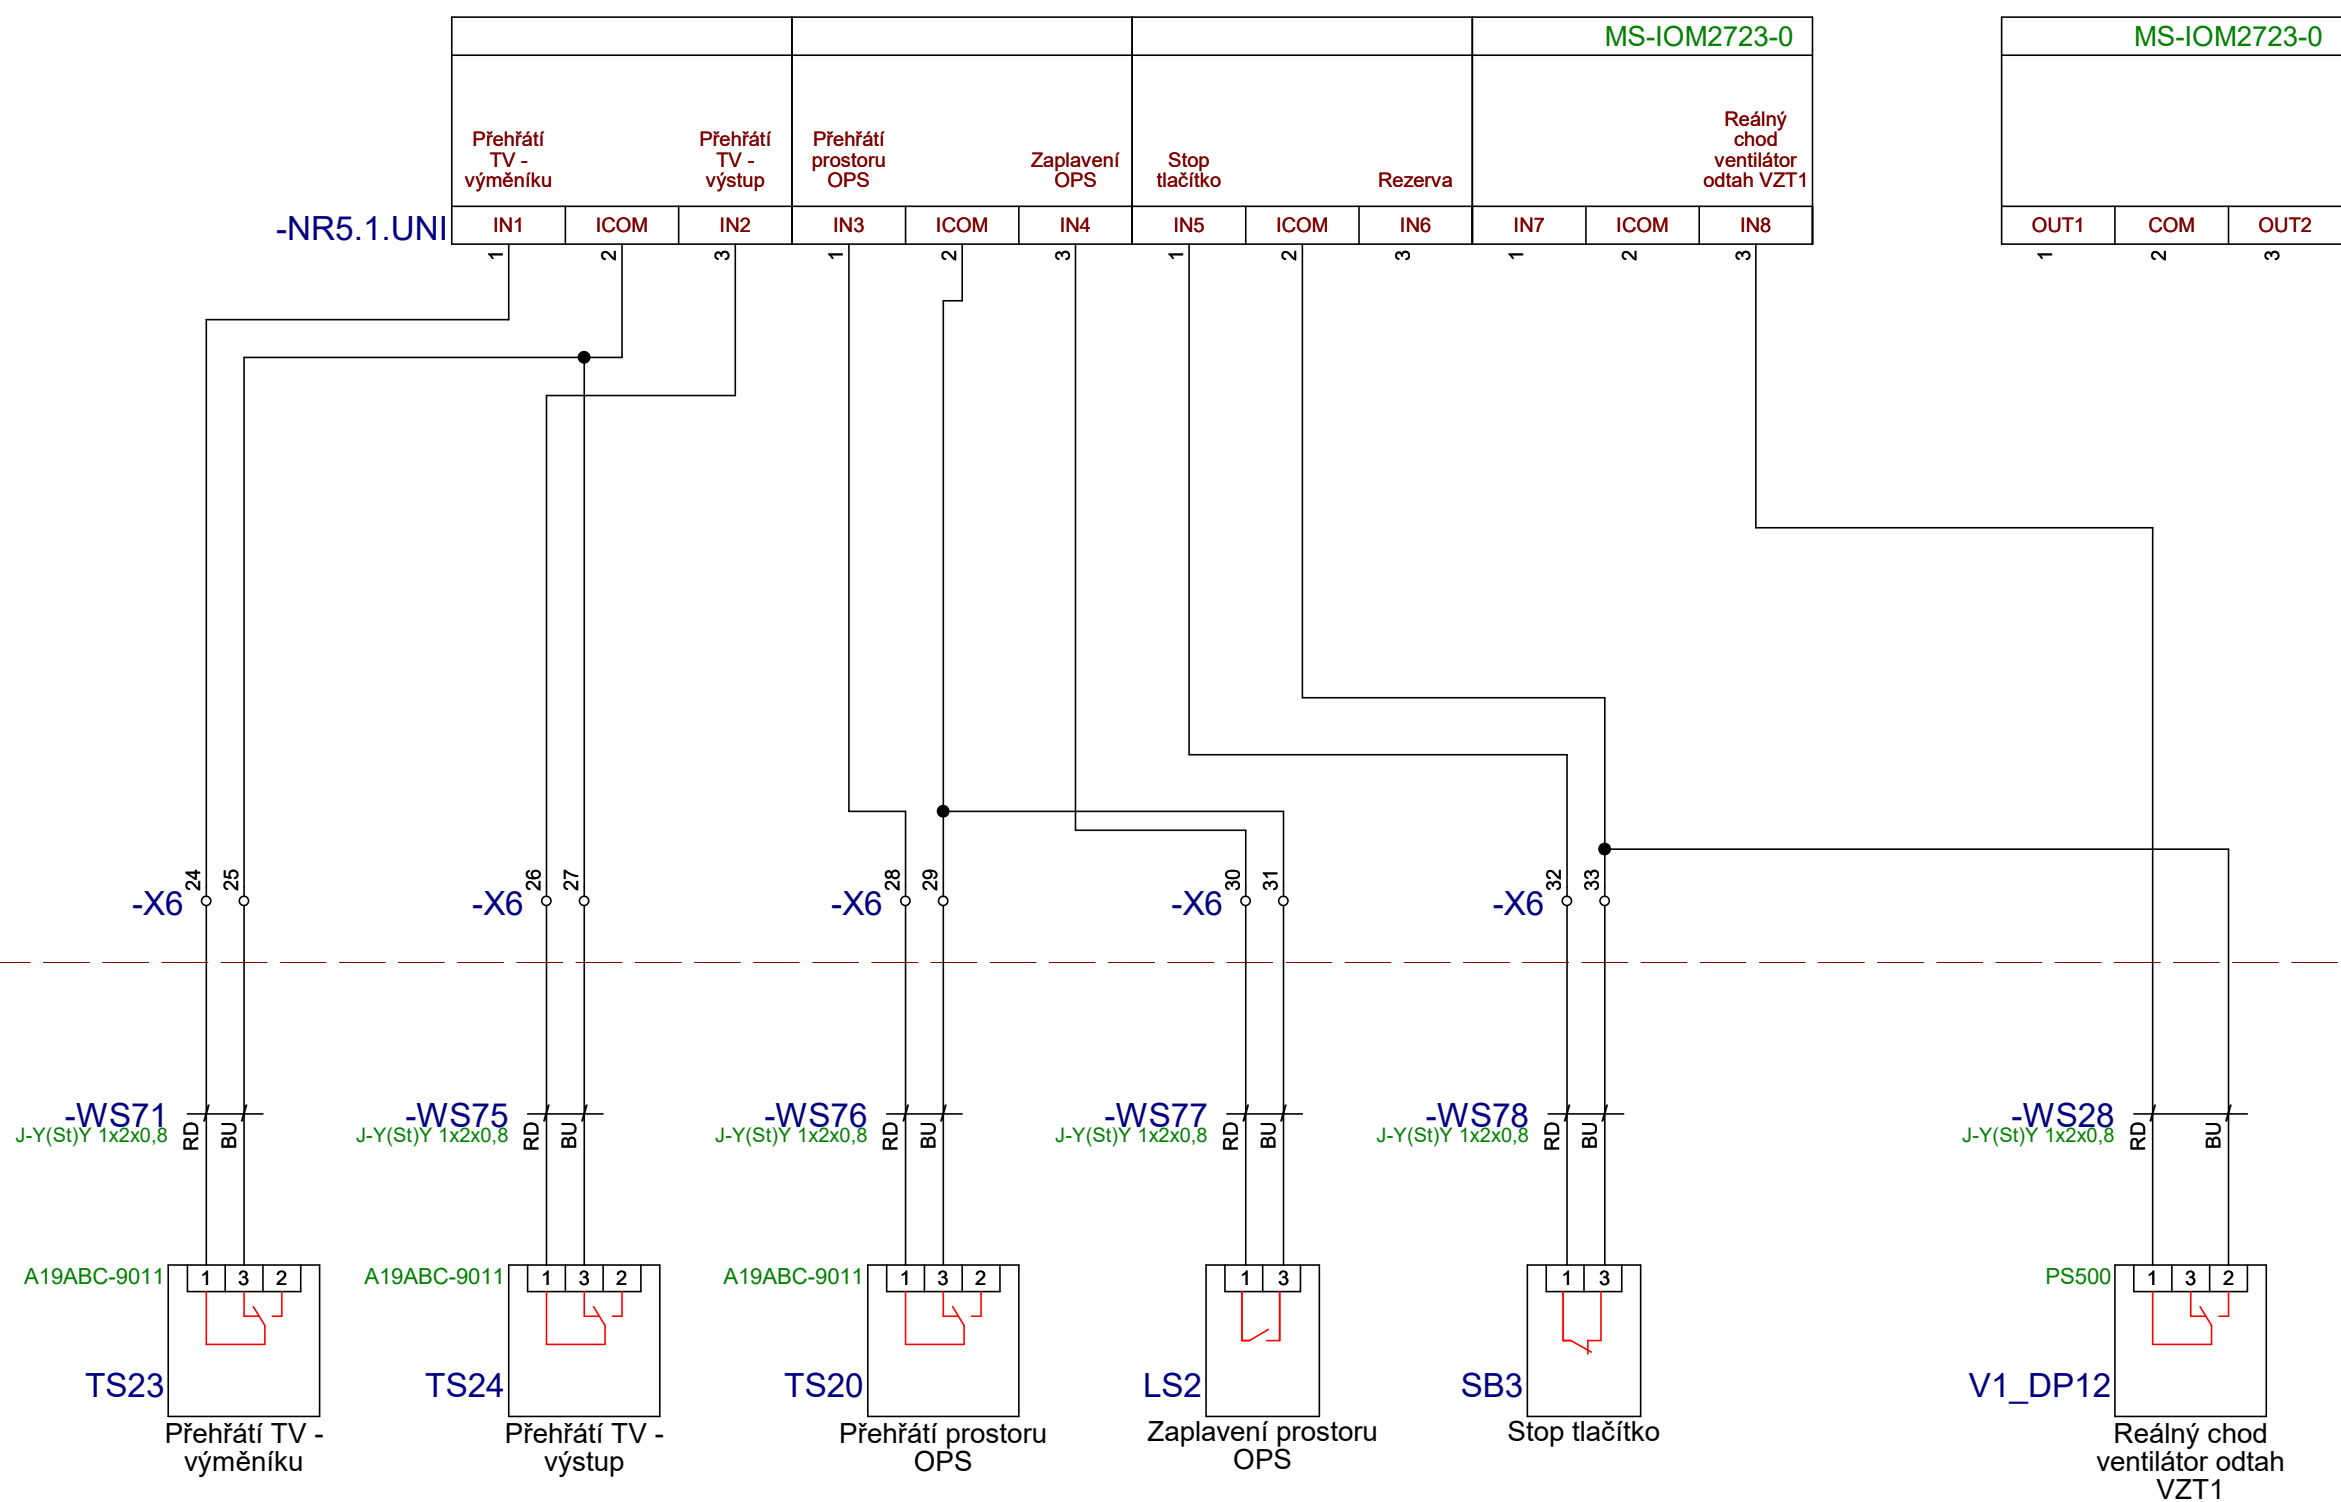 MS-IOM2723-0
MS-IOM2723-0
Přehřátí
TV -
výměníku
Přehřátí
TV -
výstup
Přehřátí
prostoru
OPS
Zaplavení
OPS
Stop
tlačítko
Rezerva
Reálný
chod
ventilátor
odtah VZT1
-NR5.1.UNI
IN1 ICOM IN2 IN3 ICOM IN4 IN5 ICOM IN6 IN7 ICOM IN8 OUT1 COM OUT2
1 2 3 1 2 3 1 2 3 1 2 3 1 2 3
-X6 24 25
-X6 26 27
-X6 28 29
-X6 30 31
-X6 32 33
-WS71
J-Y(St)Y 1x2x0,8
RD BU
-WS75
J-Y(St)Y 1x2x0,8
RD BU
-WS76
J-Y(St)Y 1x2x0,8
RD BU
-WS77
J-Y(St)Y 1x2x0,8
RD BU
-WS78
J-Y(St)Y 1x2x0,8
RD BU
-WS28
J-Y(St)Y 1x2x0,8
RD BU
A19ABC-9011 1 3 2
TS23
Přehřátí TV -
výměníku
A19ABC-9011 1 3 2
TS24
Přehřátí TV -
výstup
A19ABC-9011 1 3 2
TS20
Přehřátí prostoru
OPS
1 3
LS2
Zaplavení prostoru
OPS
1 3
SB3
Stop tlačítko
PS500 1 3 2
V1_DP12
Reálný chod
ventilátor odtah
VZT1